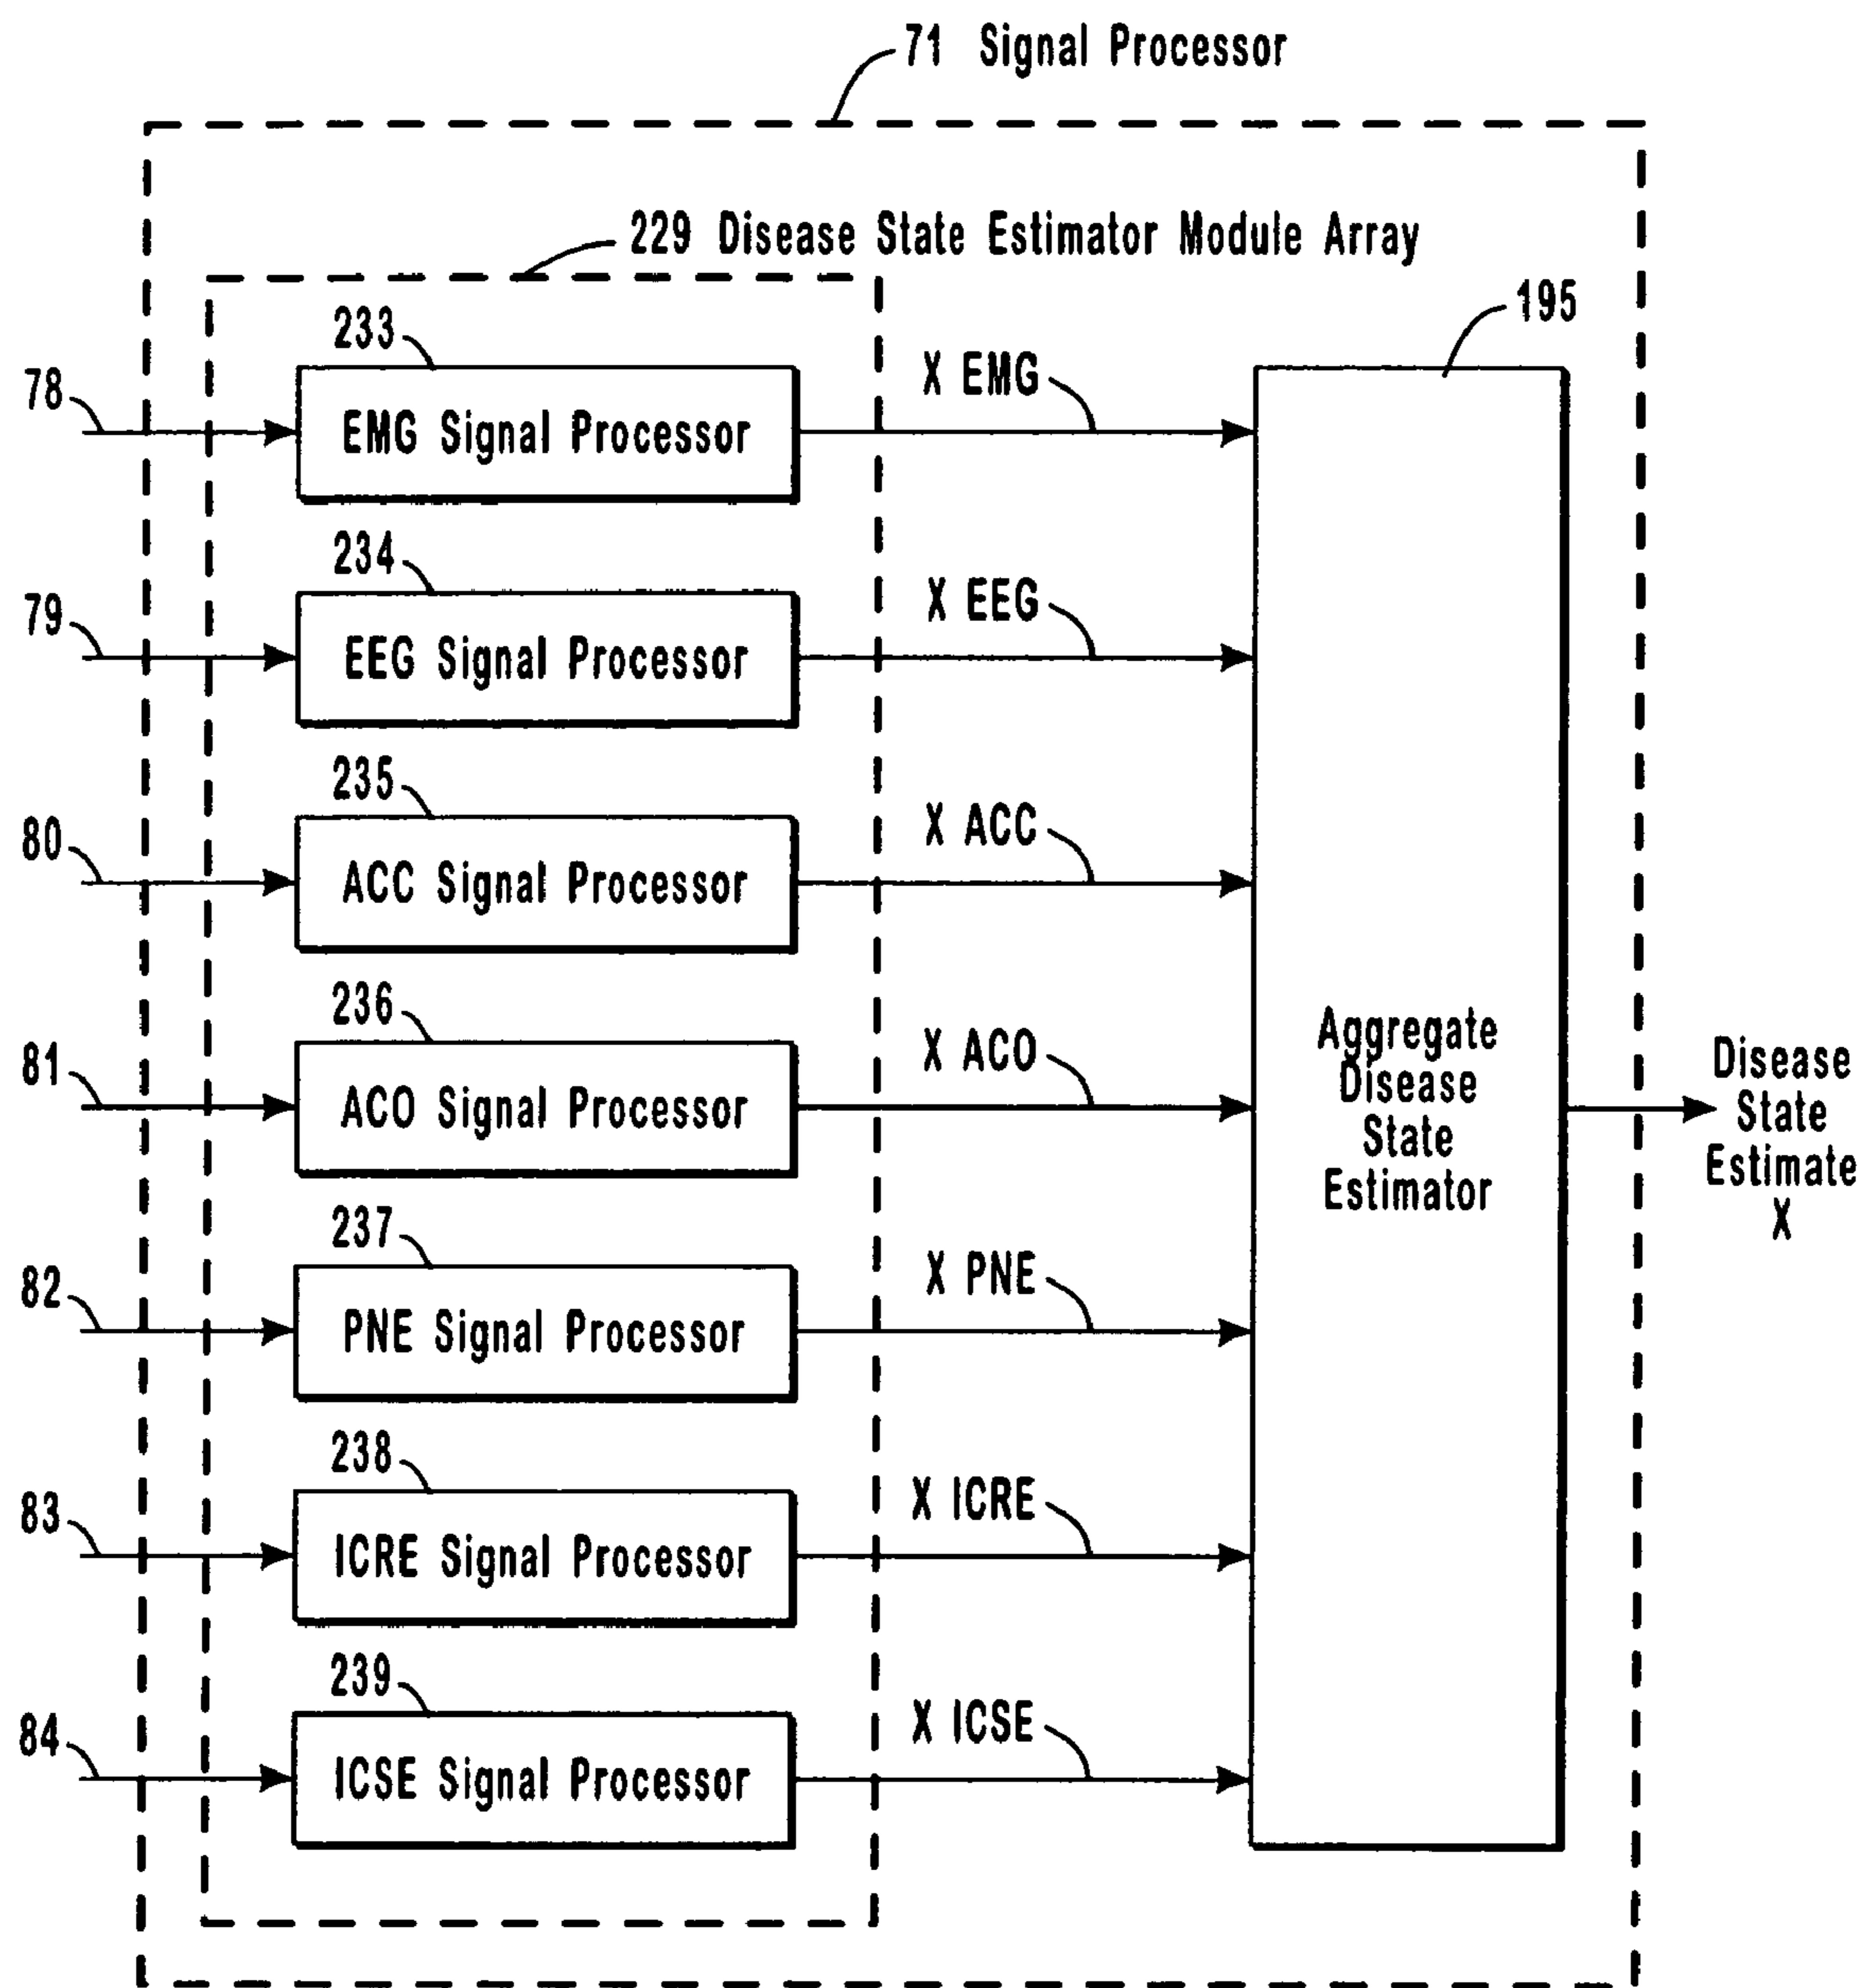 71 Signal Processor
229 Disease State Estimator Module Array
195
233
78
EMG Signal Processor
X EMG
234
79
EEG Signal Processor
X EEG
235
80
ACC Signal Processor
X ACC
236
81
ACO Signal Processor
X ACO
237
82
PNE Signal Processor
X PNE
238
83
ICRE Signal Processor
X ICRE
239
84
ICSE Signal Processor
X ICSE
Aggregate
Disease
State
Estimator
Disease
State
Estimate
X